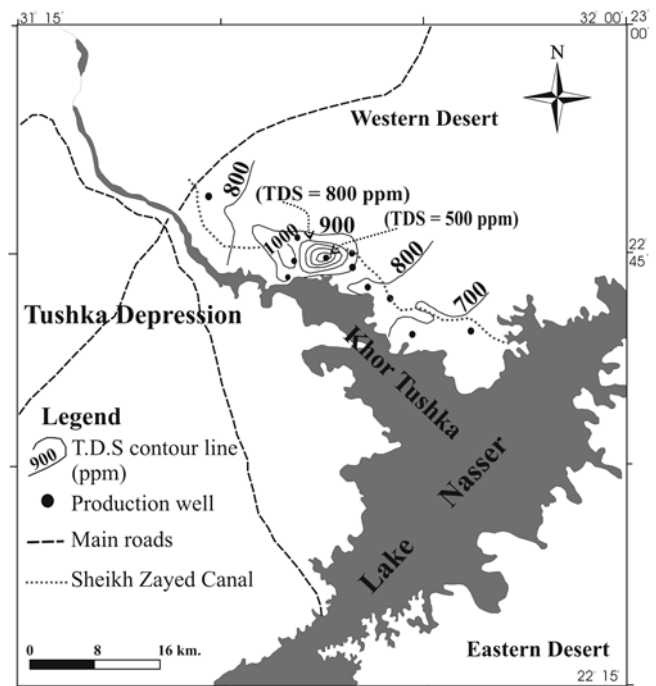 31° 15'
32° 00' 23°
00'
N
Western Desert
800
(TDS = 800 ppm)
900
(TDS = 500 ppm)
1000
22°
45'
800
700
Tushka Depression
Khor Tushka
Legend
900
T.D.S contour line
(ppm)
Production well
Main roads
Sheikh Zayed Canal
Lake Nasser
0 8 16 km.
Eastern Desert
22° 15'